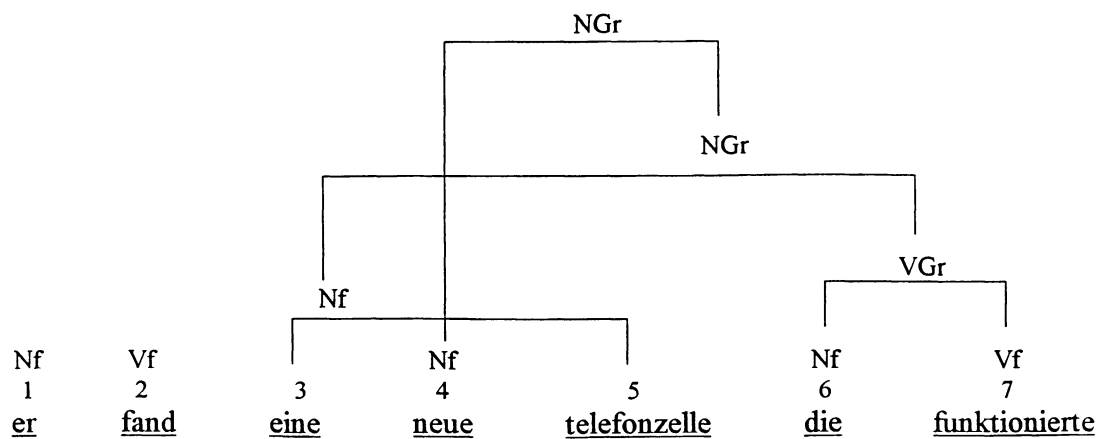 NGr
NGr
VGr
Nf
Nf Vf Nf Nf Vf
1 2 3 4 5 6 7
er fand eine neue telefonzelle die funktionierte